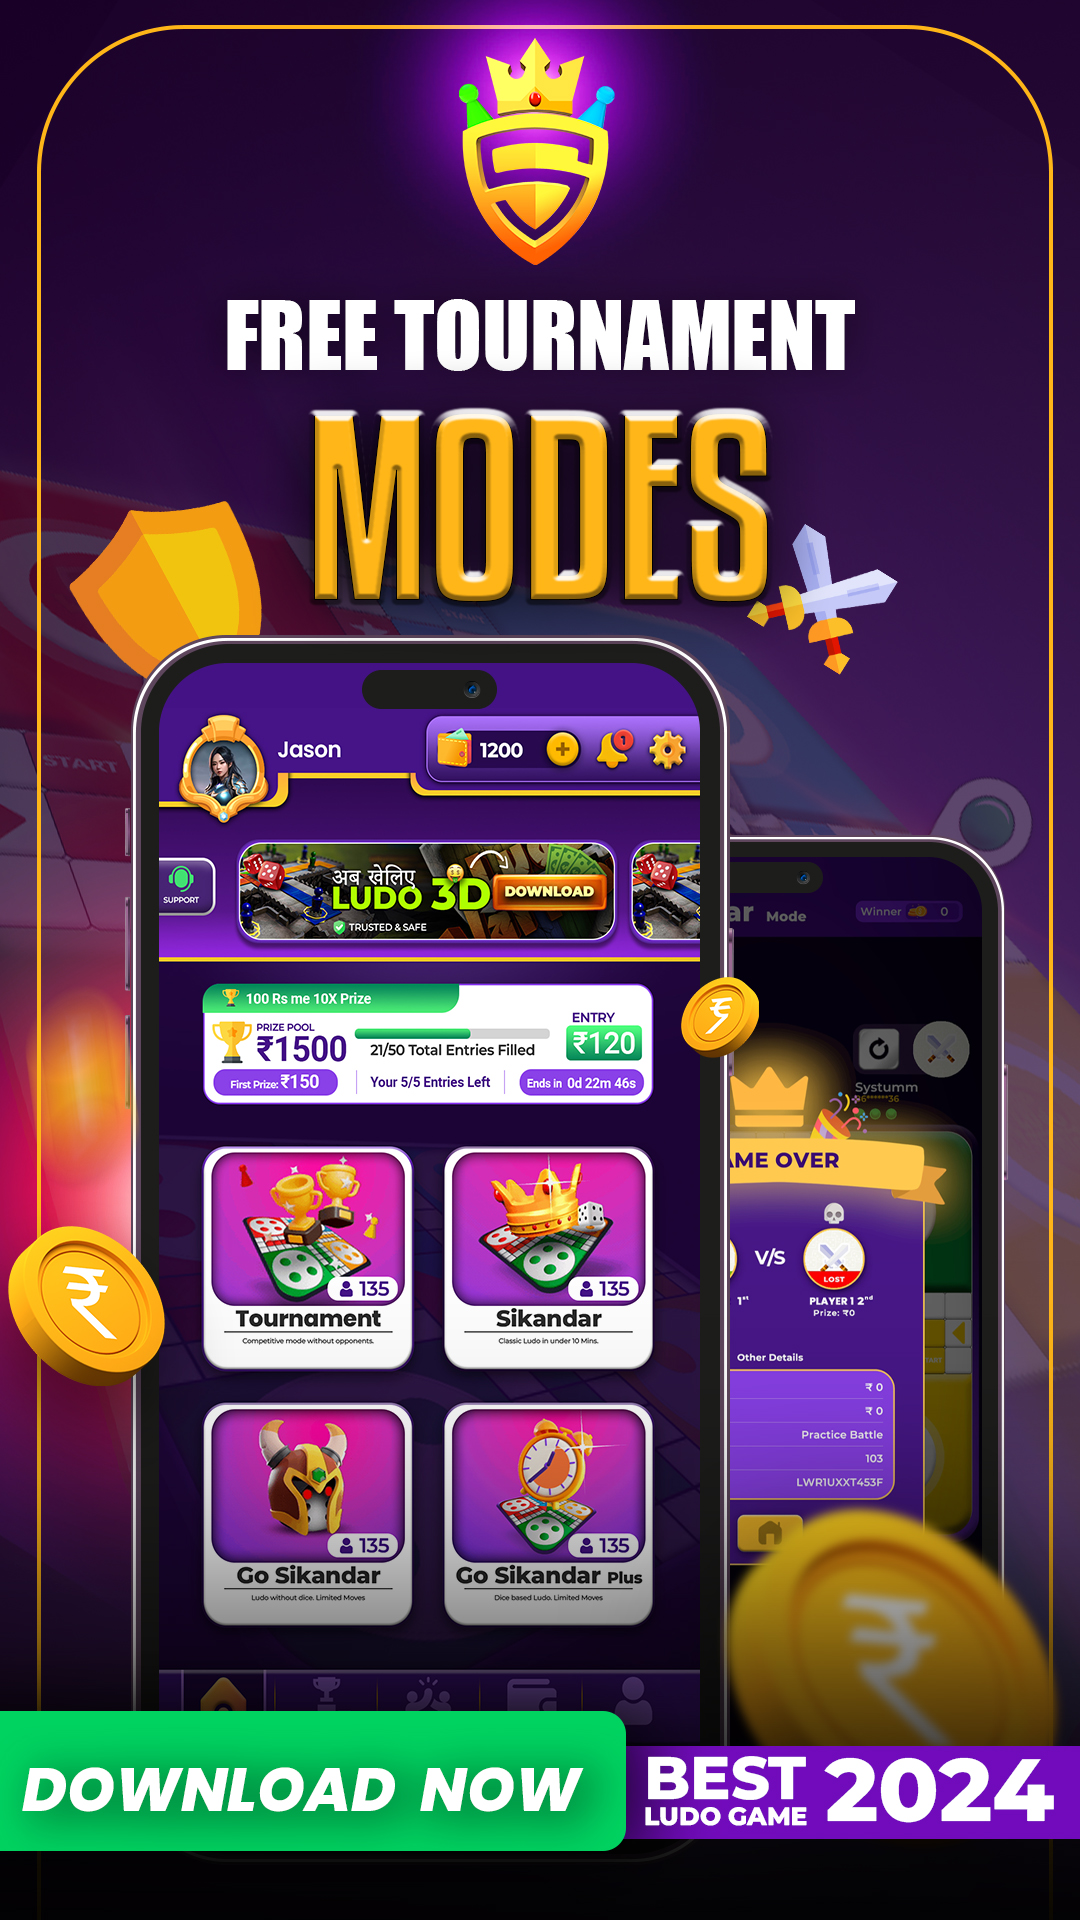 FREE TOURNAMENT
MODES
START
Jason
1200
1
SUPPORT
अब खेलिए
LUDO 3D
DOWNLOAD
TRUSTED & SAFE
Mode
Winner
0
100 Rs me 10X Prize
PRIZE POOL
₹1500
21/50 Total Entries Filled
ENTRY
₹120
First Prize: ₹150
Your 5/5 Entries Left
Ends in 0d 22m 46s
Systumm
135
Tournament
Competitive mode without opponents.
135
Sikandar
Classic Ludo in under 10 Mins.
AME OVER
V/S
LOST
1st
PLAYER 1 2nd
Prize: ₹0
Other Details
₹ 0
₹ 0
Practice Battle
103
LWR1UXXT453F
135
Go Sikandar
Ludo without dice. Limited Moves
135
Go Sikandar Plus
Dice based Ludo. Limited Moves
₹
₹
₹
DOWNLOAD NOW
BEST
LUDO GAME
2024